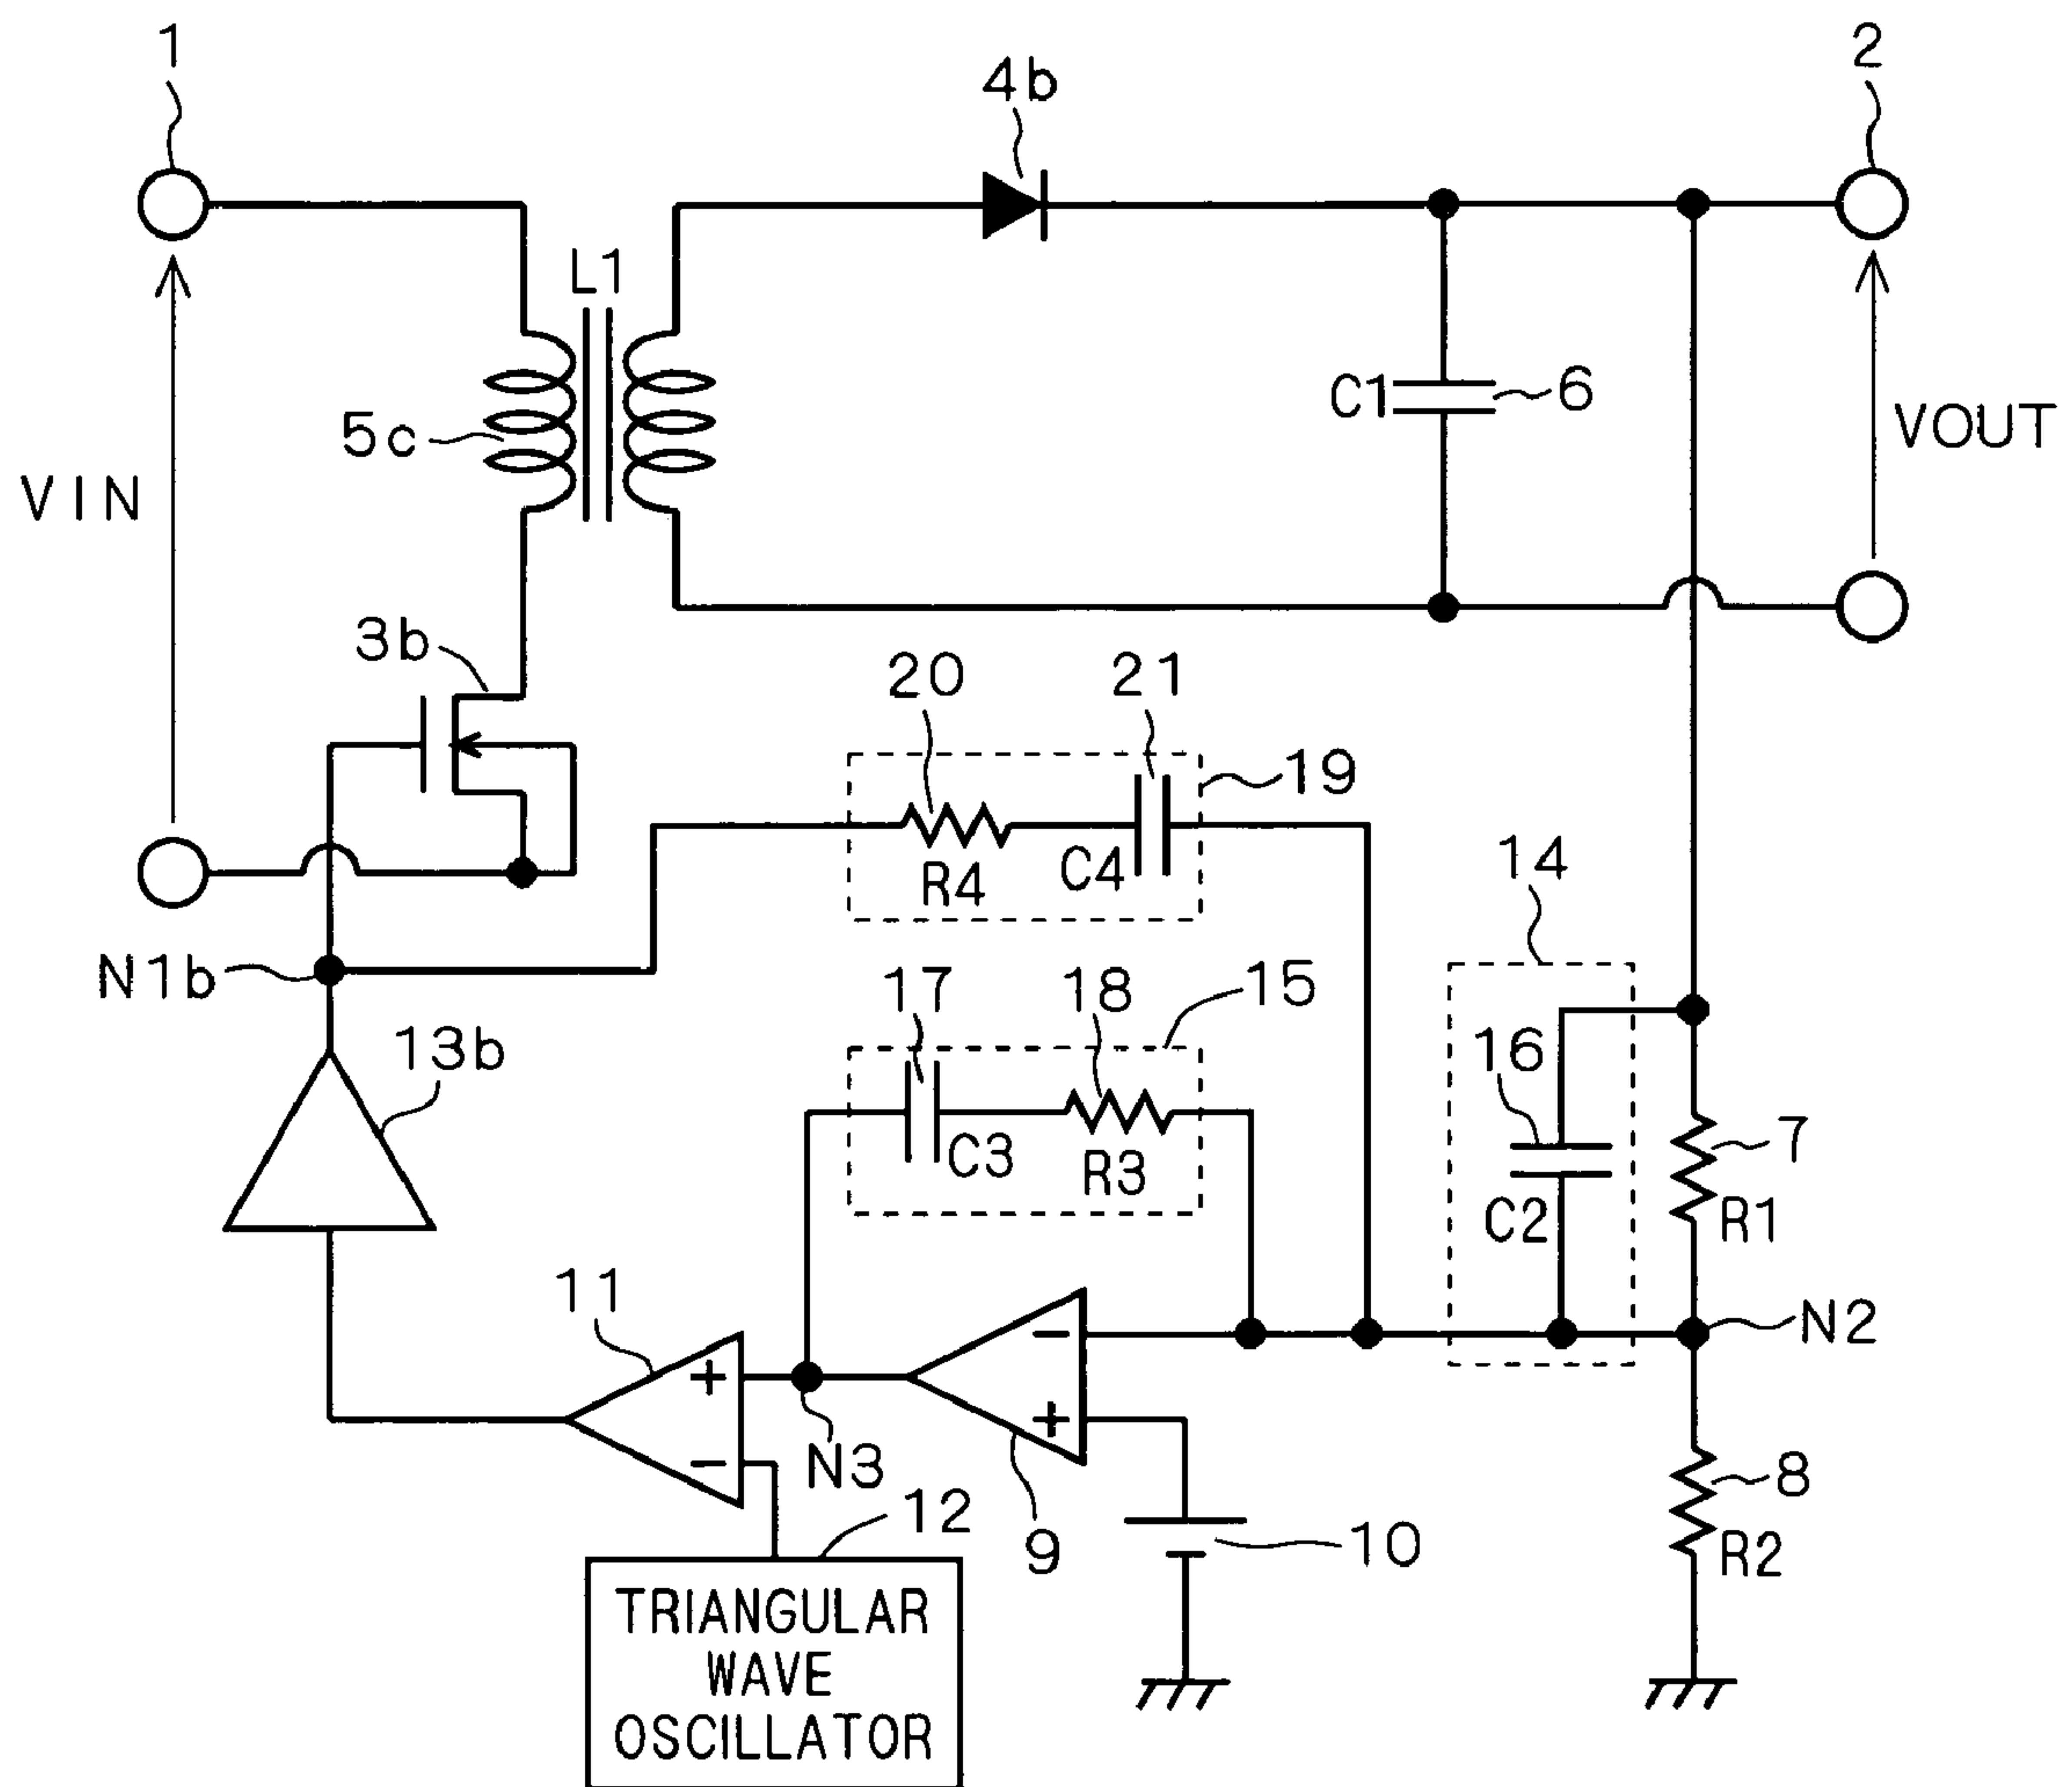 1
2
4b
L1
C1
6
5c
VIN
VOUT
3b
20
21
19
R4
C4
14
N1b
17
18
15
16
13b
C3
R3
7
C2
R1
11
N2
+
-
-
+
N3
8
12
9
10
R2
TRIANGULAR
WAVE
OSCILLATOR